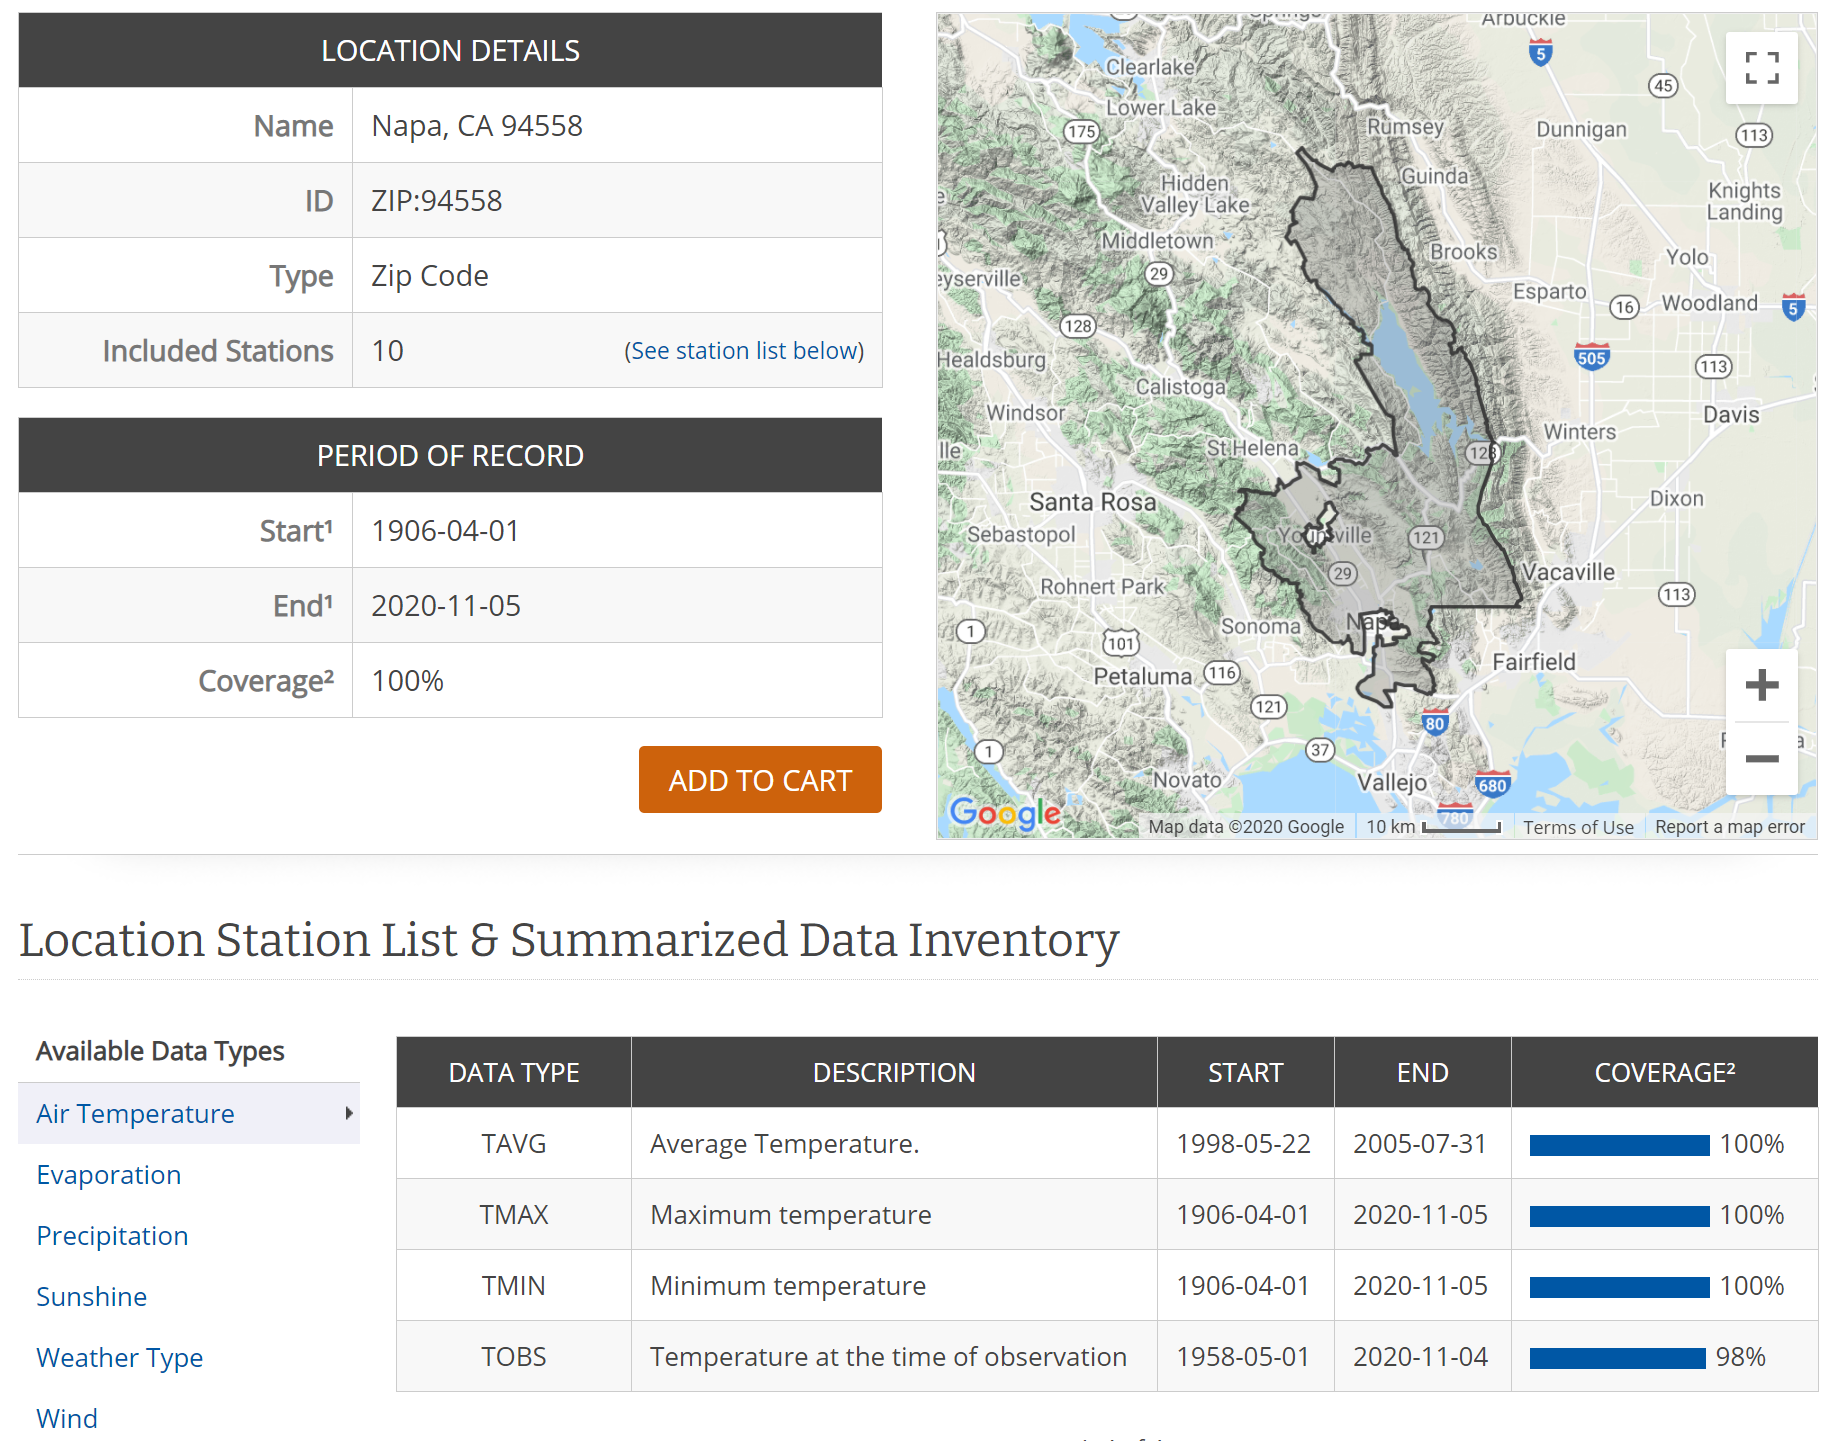 LOCATION DETAILS
Name Napa, CA 94558
ID ZIP:94558
Type Zip Code
Included Stations 10 (See station list below)
PERIOD OF RECORD
Start¹ 1906-04-01
End¹ 2020-11-05
Coverage² 100%
ADD TO CART
Arbuckle
5
Clearlake
45
Lower Lake
175
Rumsey
Dunnigan
113
Guinda
Hidden
Valley Lake
Knights
Landing
Middletown
Brooks
Yolo
29
Esparto
16
Woodland
5
128
505
Healdsburg
113
Calistoga
Windsor
Davis
St Helena
Winters
128
Santa Rosa
Dixon
Sebastopol
Yountville
121
29
Vacaville
Rohnert Park
113
Napa
Sonoma
1
101
Fairfield
Petaluma
116
121
80
1
37
Novato
Vallejo
680
780
Google
Map data ©2020 Google
10 km
Terms of Use
Report a map error
Location Station List & Summarized Data Inventory
Available Data Types
Air Temperature
Evaporation
Precipitation
Sunshine
Weather Type
Wind
DATA TYPE DESCRIPTION START END COVERAGE²
TAVG Average Temperature. 1998-05-22 2005-07-31 100%
TMAX Maximum temperature 1906-04-01 2020-11-05 100%
TMIN Minimum temperature 1906-04-01 2020-11-05 100%
TOBS Temperature at the time of observation 1958-05-01 2020-11-04 98%